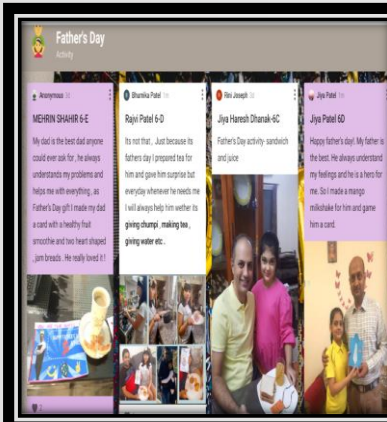 Father's Day
Activity
Anonymous 3d
MEHRIN SHAHIR 6-E
My dad is the best dad anyone
could ever ask for , he always
understands my problems and
helps me with everything , as
Father's Day gift I made my dad
a card with a healthy fruit
smoothie and two heart shaped
,jam breads . He really loved it !
Bhumika Patel 1m
Rajvi Patel 6-D
Its not that , Just because its
fathers day I prepared tea for
him and gave him surprise but
everyday whenever he needs me
I will always help him wether its
giving chumpi , making tea ,
giving water etc .
Rini Joseph 3d
Jiya Haresh Dhanak-6C
Father's Day activity- sandwich
and juice
Jiya Patel 1m
Jiya Patel 6D
Happy father's day!. My father is
the best. He always understand
my feelings and he is a hero for
me. So I made a mango
milkshake for him and game
him a card.